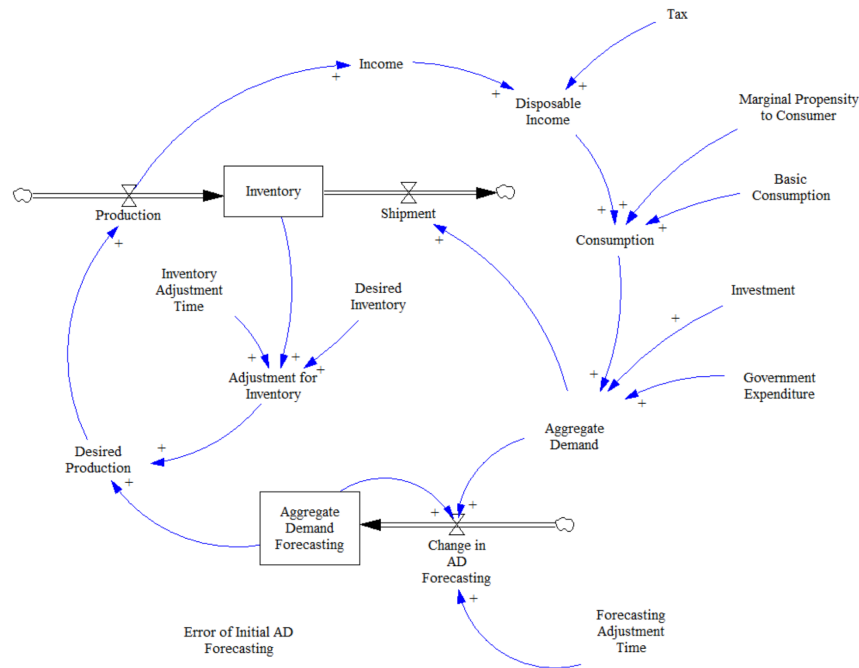 Tax
Income
+
+
+
Disposable
Income
Marginal Propensity
to Consumer
Basic
Consumption
Inventory
Production
Shipment
+
+
+
+
+
Consumption
Inventory
Adjustment
Time
Desired
Inventory
Investment
+
+
+
+
Adjustment for
Inventory
+
+
Government
Expenditure
Aggregate
Demand
+
Desired
Production
+
+
Aggregate
Demand
Forecasting
+
+
Change in
AD
Forecasting
+
Error of Initial AD
Forecasting
Forecasting
Adjustment
Time